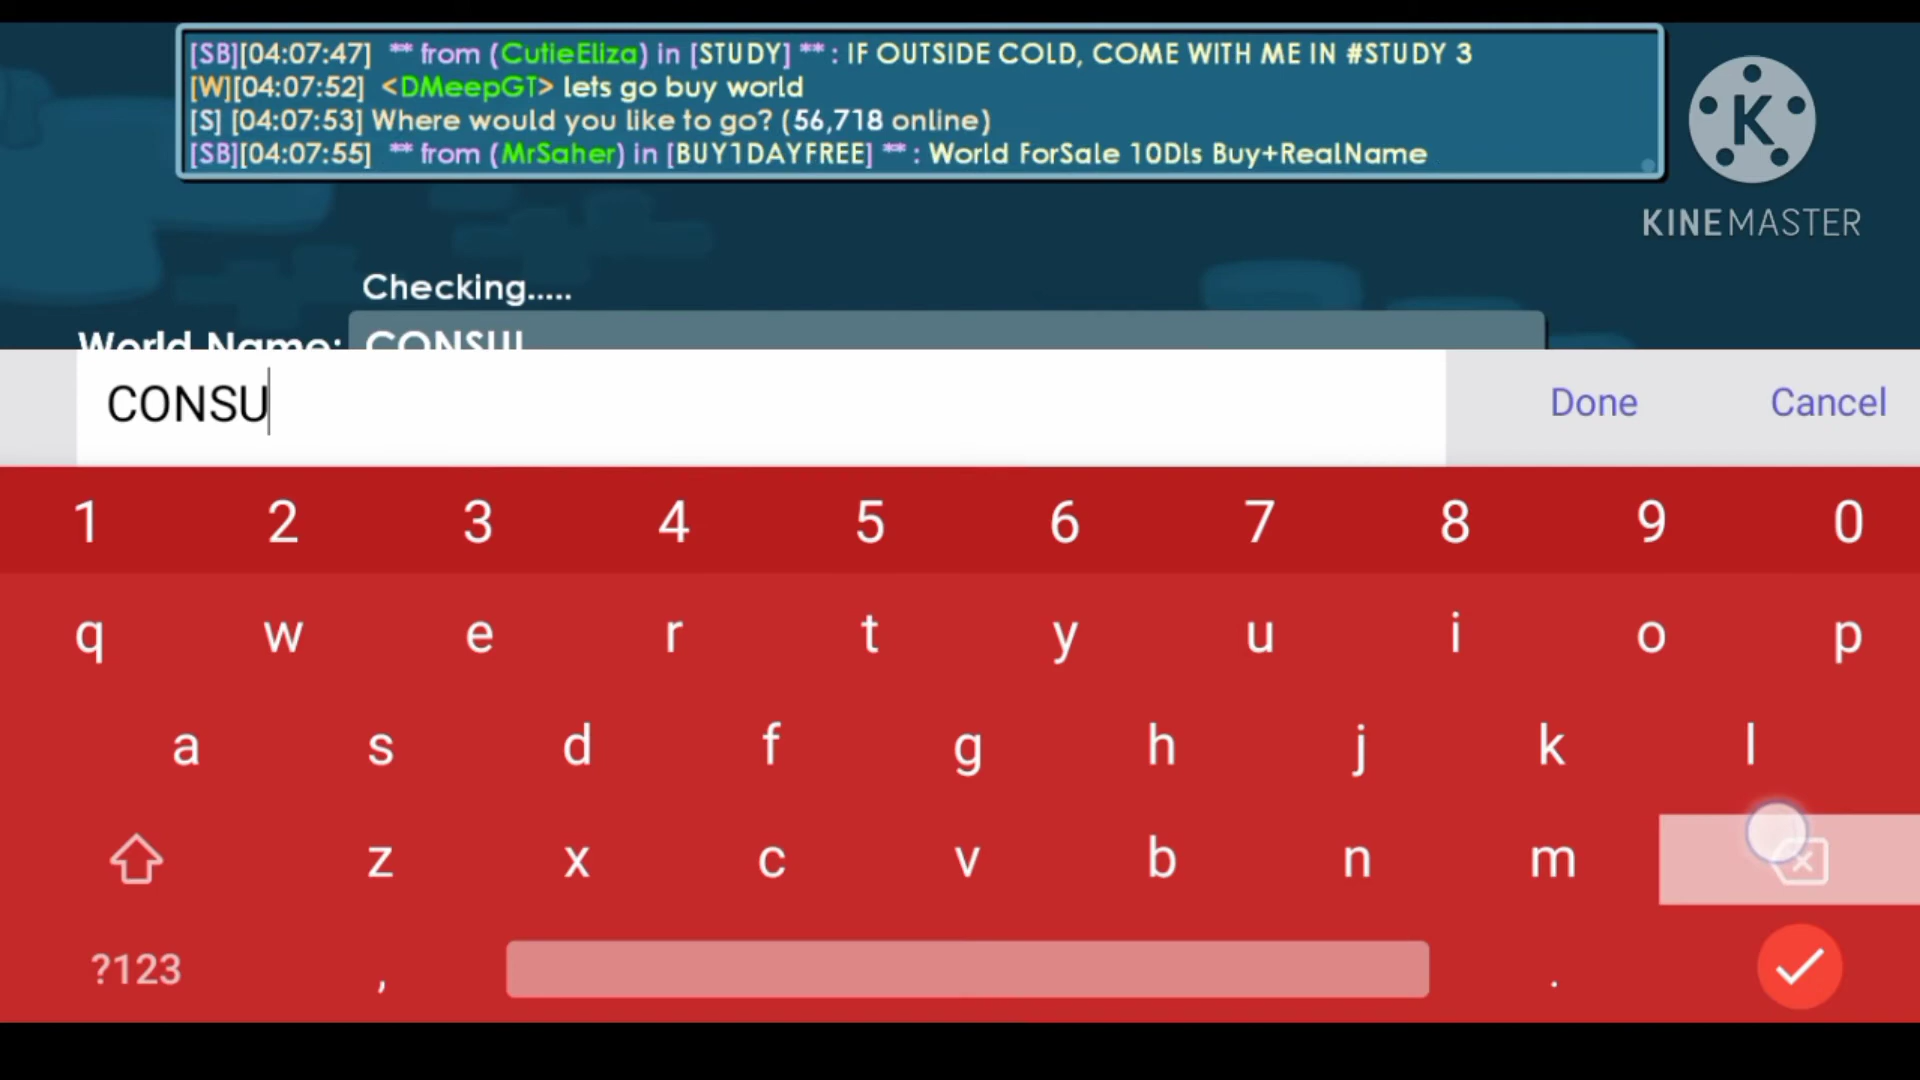 [SB][04:07:47] ** from (CutieEliza) in [STUDY] ** : IF OUTSIDE COLD, COME WITH ME IN #STUDY 3
[W][04:07:52] <DMeepGT> lets go buy world
[S] [04:07:53] Where would you like to go? (56,718 online)
[SB][04:07:55] ** from (MrSaher) in [BUY1DAYFREE] ** : World ForSale 10Dls Buy+RealName
K
KINEMASTER
Checking.....
World Name:
CONSU
Done Cancel
1 2 3 4 5 6 7 8 9 0
q w e r t y u i o p
a s d f g h j k l
z x c v b n m
?123 , .